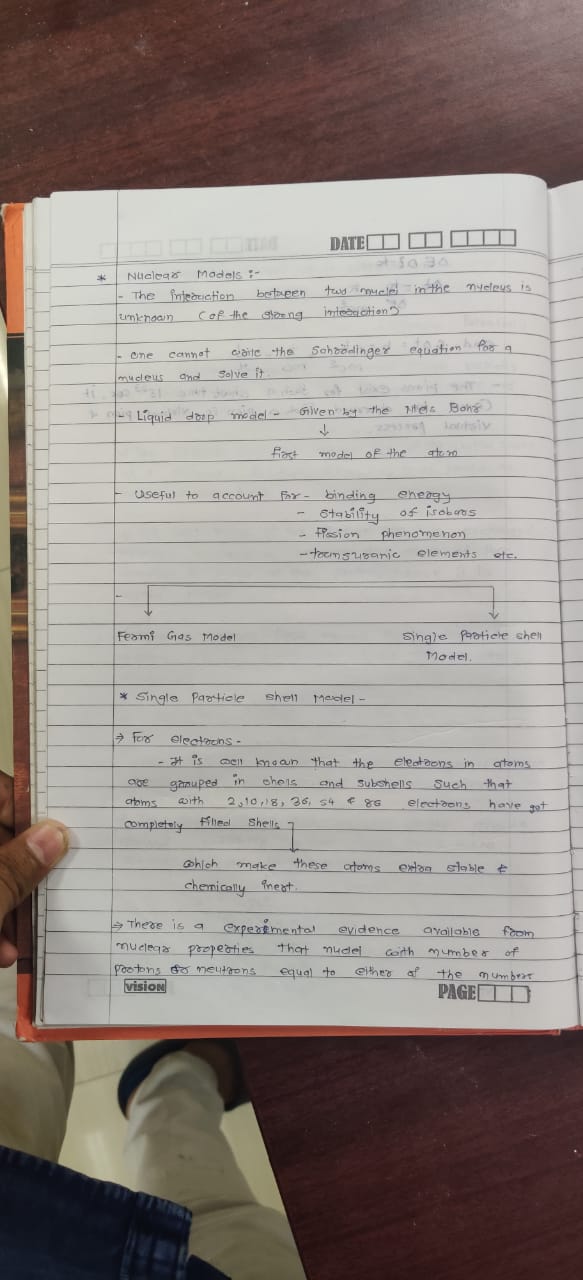 DATE
* Nuclear Models :-
- The interaction between two nuclei in the nucleus is
unknown (of the strong interaction)
- one cannot write the Schrodinger equation for a
nucleus and solve it
- Liquid drop model - Given by the Niels Bohr
↓
first model of the atom
- Useful to account for - binding energy
- stability of isobars
- fission phenomenon
- transuranic elements etc.
-
Fermi Gas Model Single Particle shell
Model.
* Single Particle Shell Model -
→ For electrons -
- It is well known that the electrons in atoms
are grouped in shells and subshells such that
atoms with 2, 10, 18, 36, 54 & 86 electrons have got
completely filled shells
which make these atoms extra stable &
chemically inert.
→ There is a experimental evidence available from
nuclear properties that nuclei with number of
protons or neutrons equal to either of the numbers
VISION
PAGE